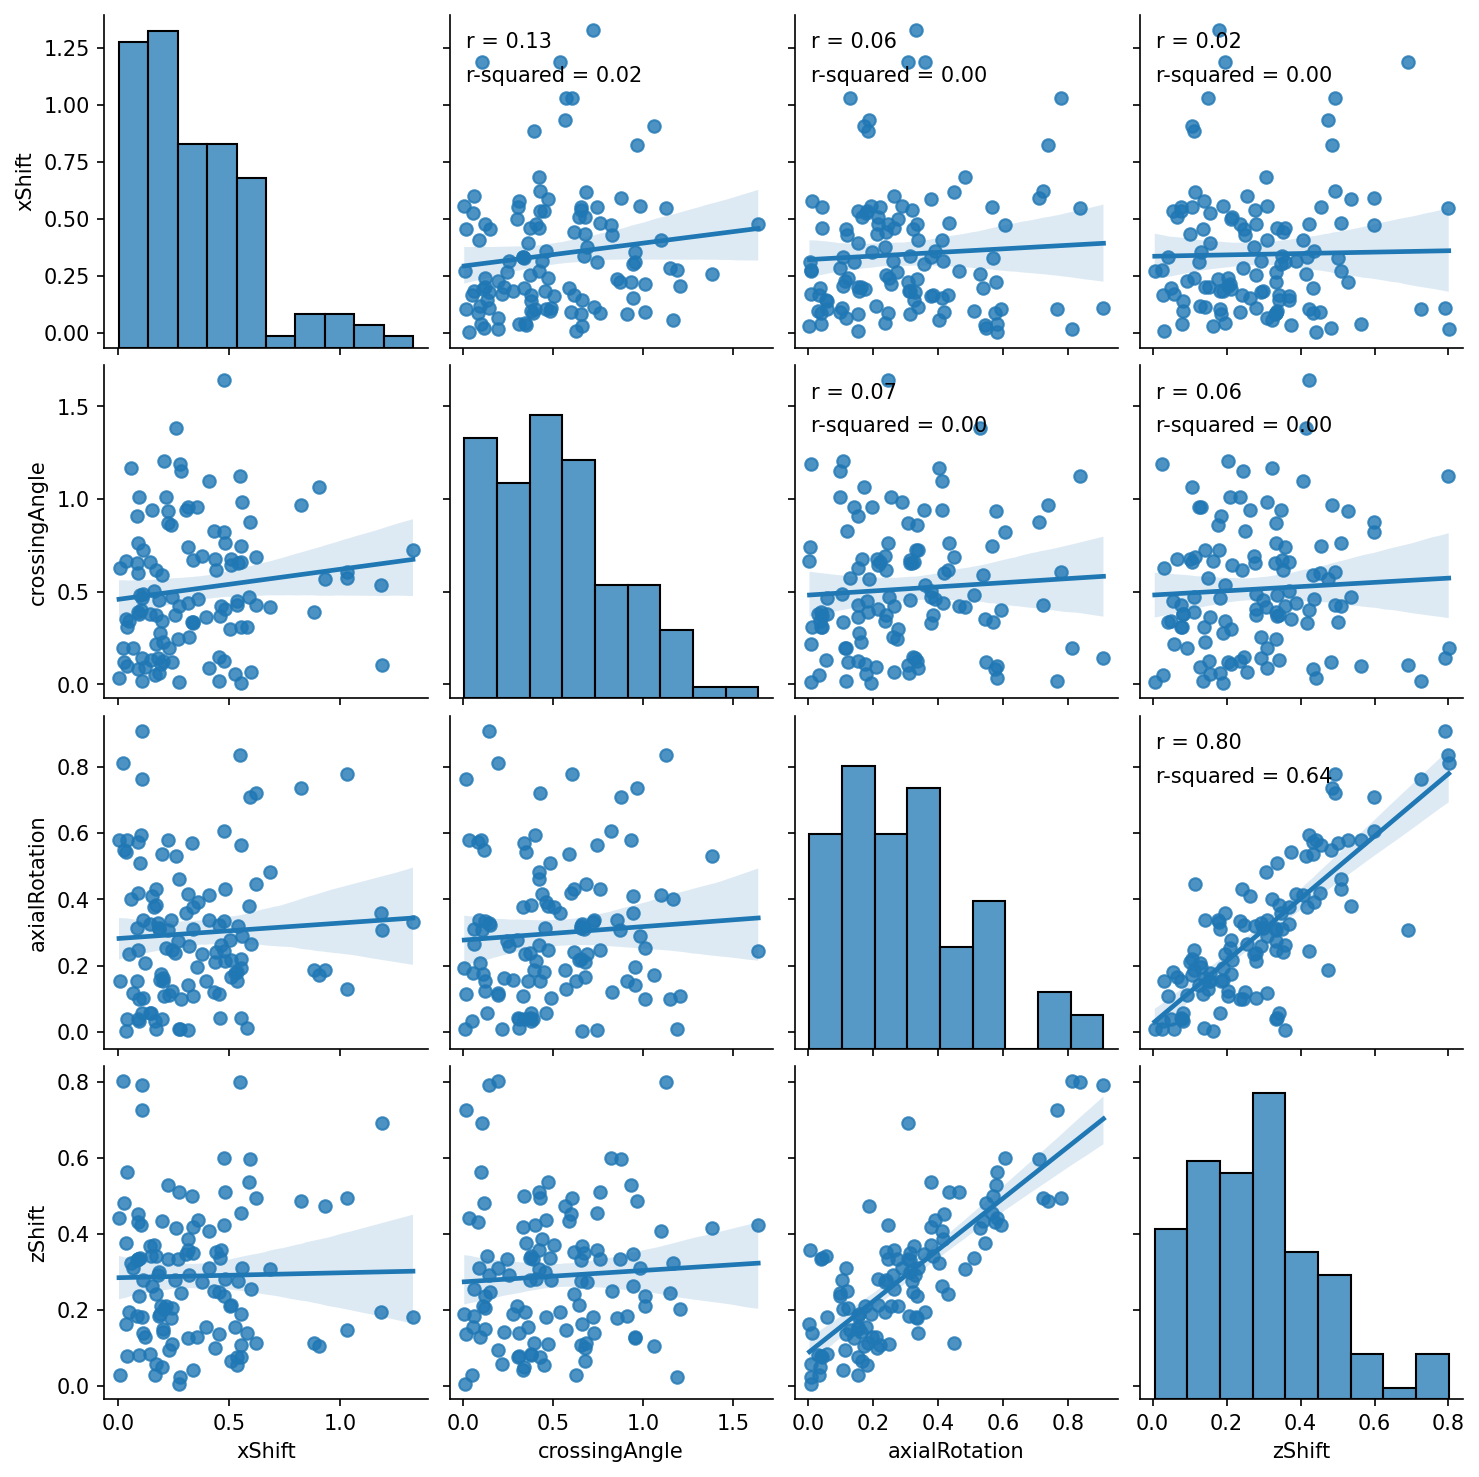 r = 0.13
r-squared = 0.02
r = 0.06
r-squared = 0.00
r = 0.02
r-squared = 0.00
1.25
1.00
0.75
0.50
0.25
0.00
xShift
r = 0.07
r-squared = 0.00
r = 0.06
r-squared = 0.00
1.5
1.0
0.5
0.0
crossingAngle
r = 0.80
r-squared = 0.64
0.8
0.6
0.4
0.2
0.0
axialRotation
0.8
0.6
0.4
0.2
0.0
zShift
0.0 0.5 1.0
xShift
0.0 0.5 1.0 1.5
crossingAngle
0.0 0.2 0.4 0.6 0.8
axialRotation
0.0 0.2 0.4 0.6 0.8
zShift